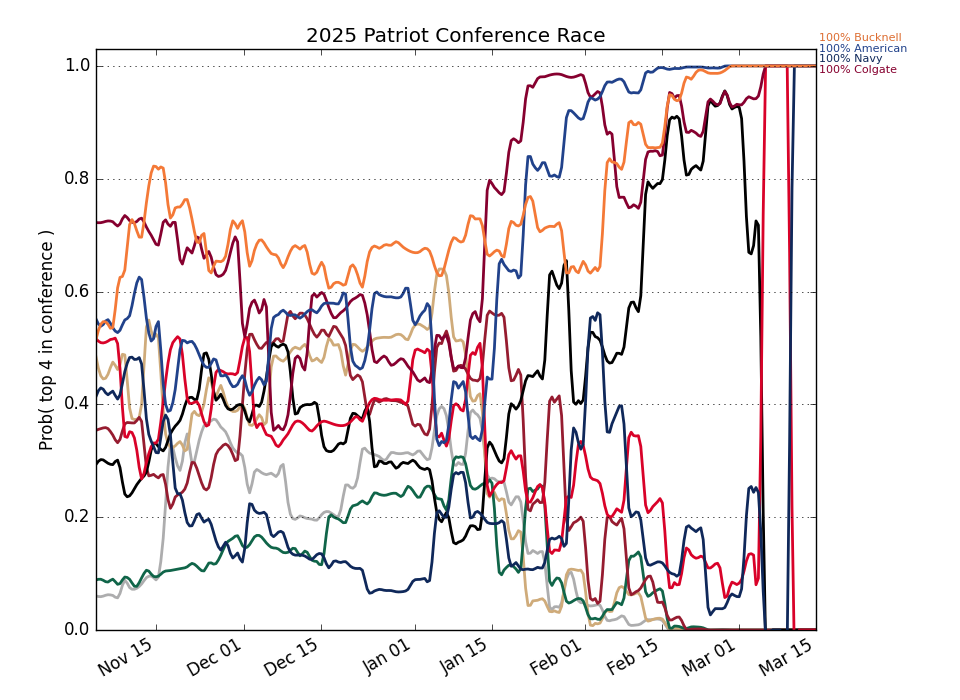 2025 Patriot Conference Race
100% Bucknell
100% American
100% Navy
100% Colgate
Prob( top 4 in conference )
1.0
0.8
0.6
0.4
0.2
0.0
Nov 15
Dec 01
Dec 15
Jan 01
Jan 15
Feb 01
Feb 15
Mar 01
Mar 15